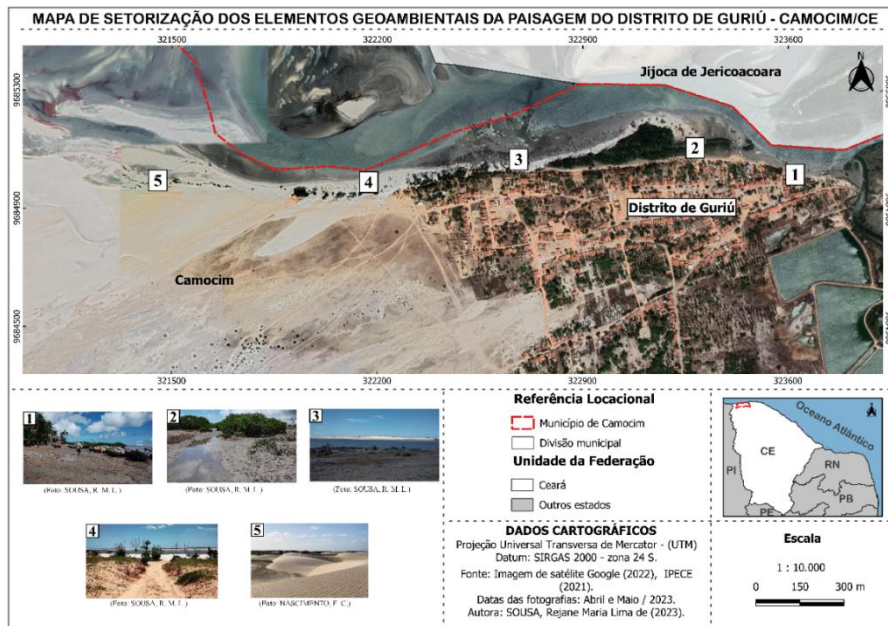 MAPA DE SETORIZAÇÃO DOS ELEMENTOS GEOAMBIENTAIS DA PAISAGEM DO DISTRITO DE GURIÚ - CAMOCIM/CE
321500 322200 322900 323600
N
Jijoca de Jericoacoara
9685300
2
3
1
5
4
9684900
Distrito de Guriú
Camocim
9684500
321500 322200 322900 323600
1
2
3
(Foto: SOUSA, R. M. L.)
(Foto: SOUSA, R. M. L.)
(Foto: SOUSA, R. M. L.)
4
5
(Foto: SOUSA, R. M. L.)
(Foto: NASCIMENTO, F. C.)
Referência Locacional
Município de Camocim
Divisão municipal
Unidade da Federação
Ceará
Outros estados
DADOS CARTOGRÁFICOS
Projeção Universal Transversa de Mercator - (UTM)
Datum: SIRGAS 2000 - zona 24 S.
Fonte: Imagem de satélite Google (2022), IPECE
(2021).
Datas das fotografias: Abril e Maio / 2023.
Autora: SOUSA, Rejane Maria Lima de (2023).
Oceano Atlântico
CE
PI
RN
PB
PE
Escala
1 : 10.000
0 150 300 m